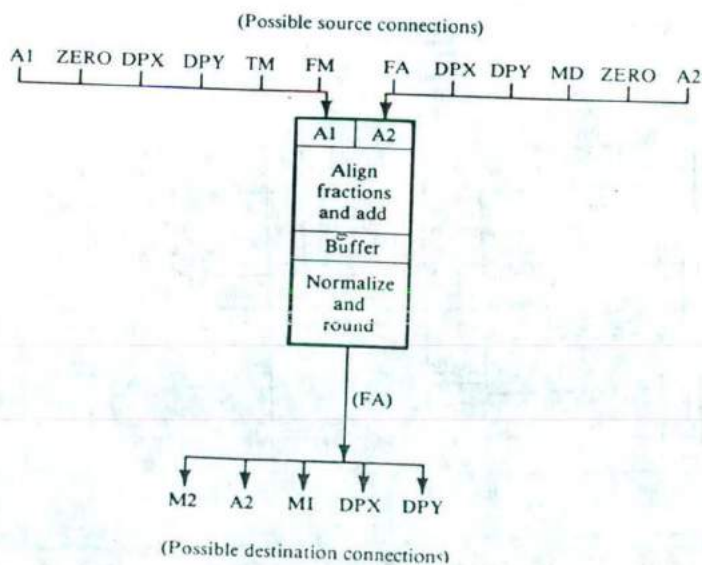 (Possible source connections)
A1 ZERO DPX DPY TM FM FA DPX DPY MD ZERO A2
A1 A2
Align
fractions
and add
Buffer
Normalize
and
round
(FA)
M2 A2 MI DPX DPY
(Possible destination connections)